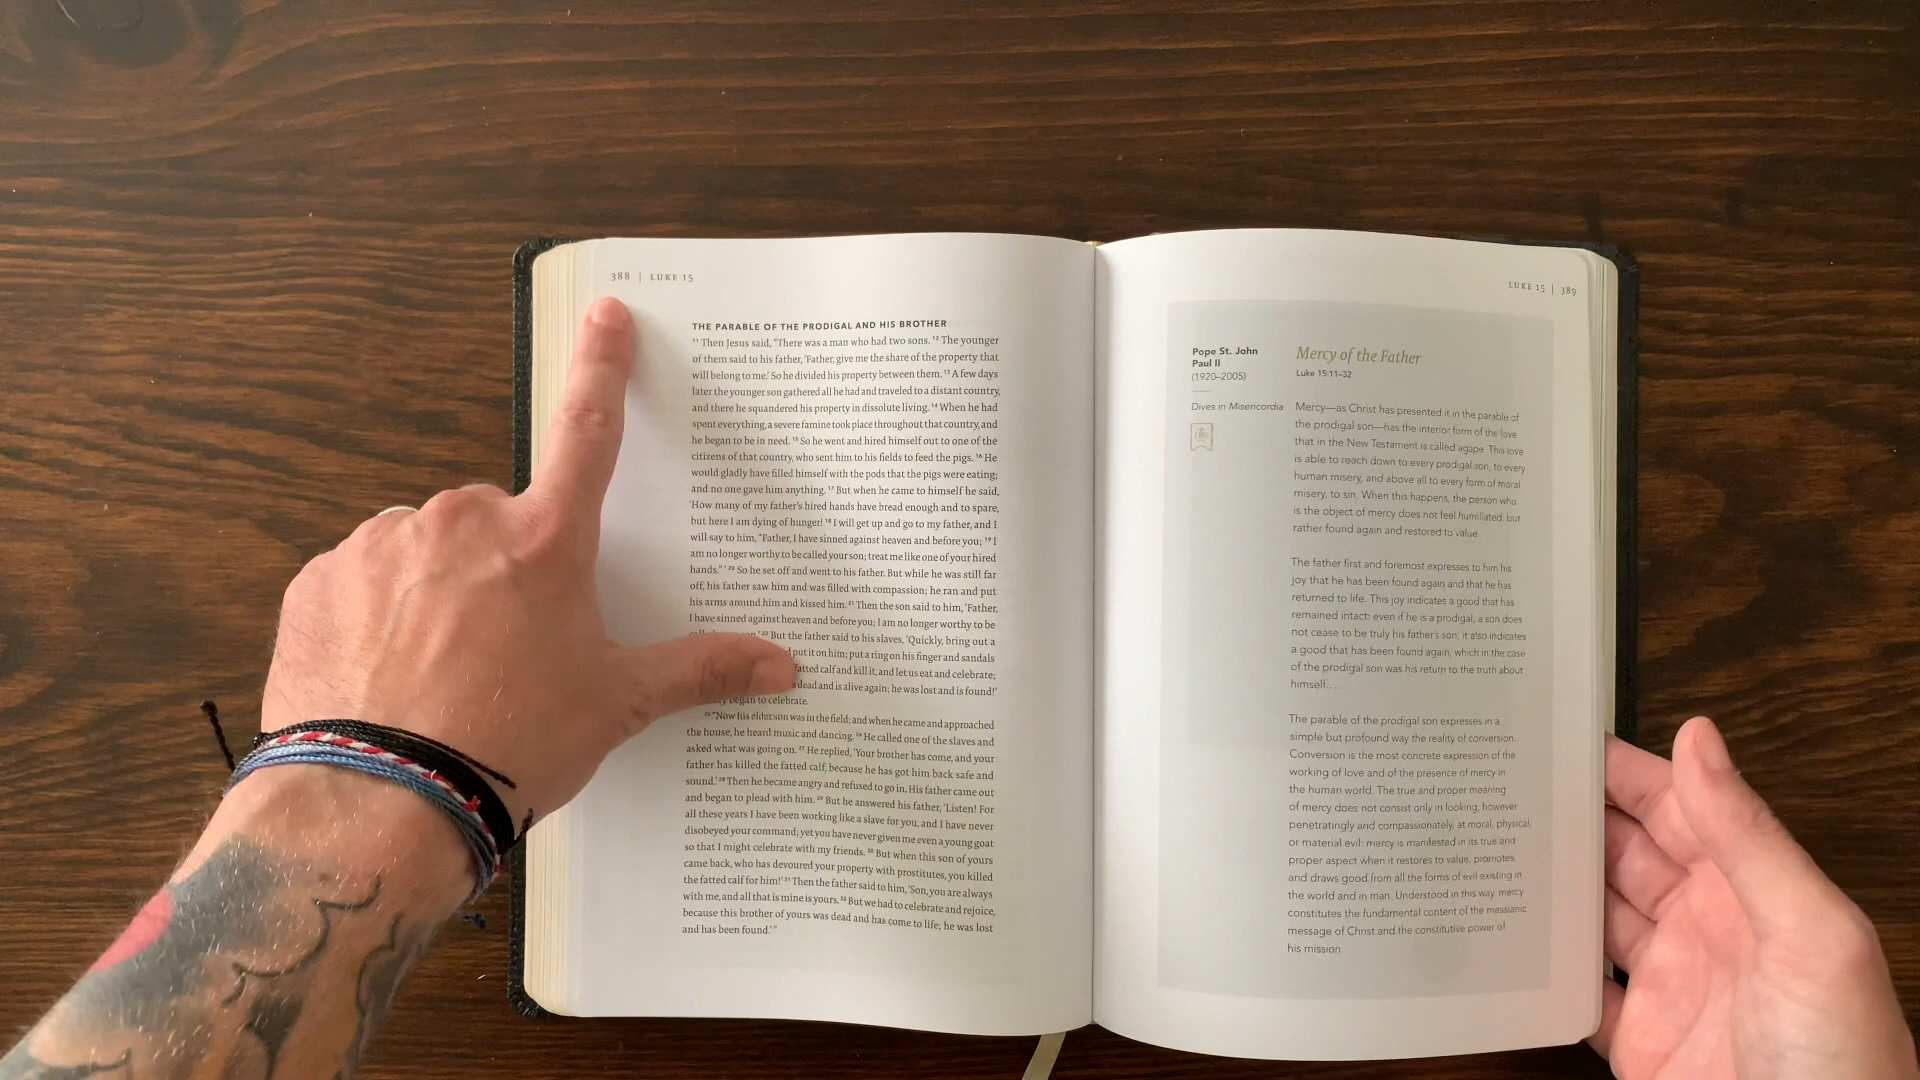 388 | LUKE 15
THE PARABLE OF THE PRODIGAL AND HIS BROTHER
11 Then Jesus said, "There was a man who had two sons. 12 The younger
of them said to his father, 'Father, give me the share of the property that
will belong to me.' So he divided his property between them. 13 A few days
later the younger son gathered all he had and traveled to a distant country,
and there he squandered his property in dissolute living. 14 When he had
spent everything, a severe famine took place throughout that country, and
he began to be in need. 15 So he went and hired himself out to one of the
citizens of that country, who sent him to his fields to feed the pigs. 16 He
would gladly have filled himself with the pods that the pigs were eating;
and no one gave him anything. 17 But when he came to himself he said,
'How many of my father's hired hands have bread enough and to spare,
but here I am dying of hunger! 18 I will get up and go to my father, and I
will say to him, "Father, I have sinned against heaven and before you; 19 I
am no longer worthy to be called your son; treat me like one of your hired
hands."' 20 So he set off and went to his father. But while he was still far
off, his father saw him and was filled with compassion; he ran and put
his arms around him and kissed him. 21 Then the son said to him, 'Father,
I have sinned against heaven and before you; I am no longer worthy to be
22 But the father said to his slaves, 'Quickly, bring out a
put it on him; put a ring on his finger and sandals
fatted calf and kill it, and let us eat and celebrate;
dead and is alive again; he was lost and is found!'
began to celebrate.
25 "Now his elder son was in the field; and when he came and approached
the house, he heard music and dancing. 26 He called one of the slaves and
asked what was going on. 27 He replied, 'Your brother has come, and your
father has killed the fatted calf, because he has got him back safe and
sound.' 28 Then he became angry and refused to go in. His father came out
and began to plead with him. 29 But he answered his father, 'Listen! For
all these years I have been working like a slave for you, and I have never
disobeyed your command; yet you have never given me even a young goat
so that I might celebrate with my friends. 30 But when this son of yours
came back, who has devoured your property with prostitutes, you killed
the fatted calf for him!' 31 Then the father said to him, 'Son, you are always
with me, and all that is mine is yours. 32 But we had to celebrate and rejoice,
because this brother of yours was dead and has come to life; he was lost
and has been found.'"
LUKE 15 | 389
Pope St. John
Paul II
(1920–2005)
Dives in Misericordia
Mercy of the Father
Luke 15:11–32
Mercy—as Christ has presented it in the parable of
the prodigal son—has the interior form of the love
that in the New Testament is called agape. This love
is able to reach down to every prodigal son, to every
human misery, and above all to every form of moral
misery, to sin. When this happens, the person who
is the object of mercy does not feel humiliated, but
rather found again and restored to value.
The father first and foremost expresses to him his
joy that he has been found again and that he has
returned to life. This joy indicates a good that has
remained intact: even if he is a prodigal, a son does
not cease to be truly his father's son; it also indicates
a good that has been found again, which in the case
of the prodigal son was his return to the truth about
himself....
The parable of the prodigal son expresses in a
simple but profound way the reality of conversion.
Conversion is the most concrete expression of the
working of love and of the presence of mercy in
the human world. The true and proper meaning
of mercy does not consist only in looking, however
penetratingly and compassionately, at moral, physical,
or material evil: mercy is manifested in its true and
proper aspect when it restores to value, promotes,
and draws good from all the forms of evil existing in
the world and in man. Understood in this way, mercy
constitutes the fundamental content of the messianic
message of Christ and the constitutive power of
his mission.